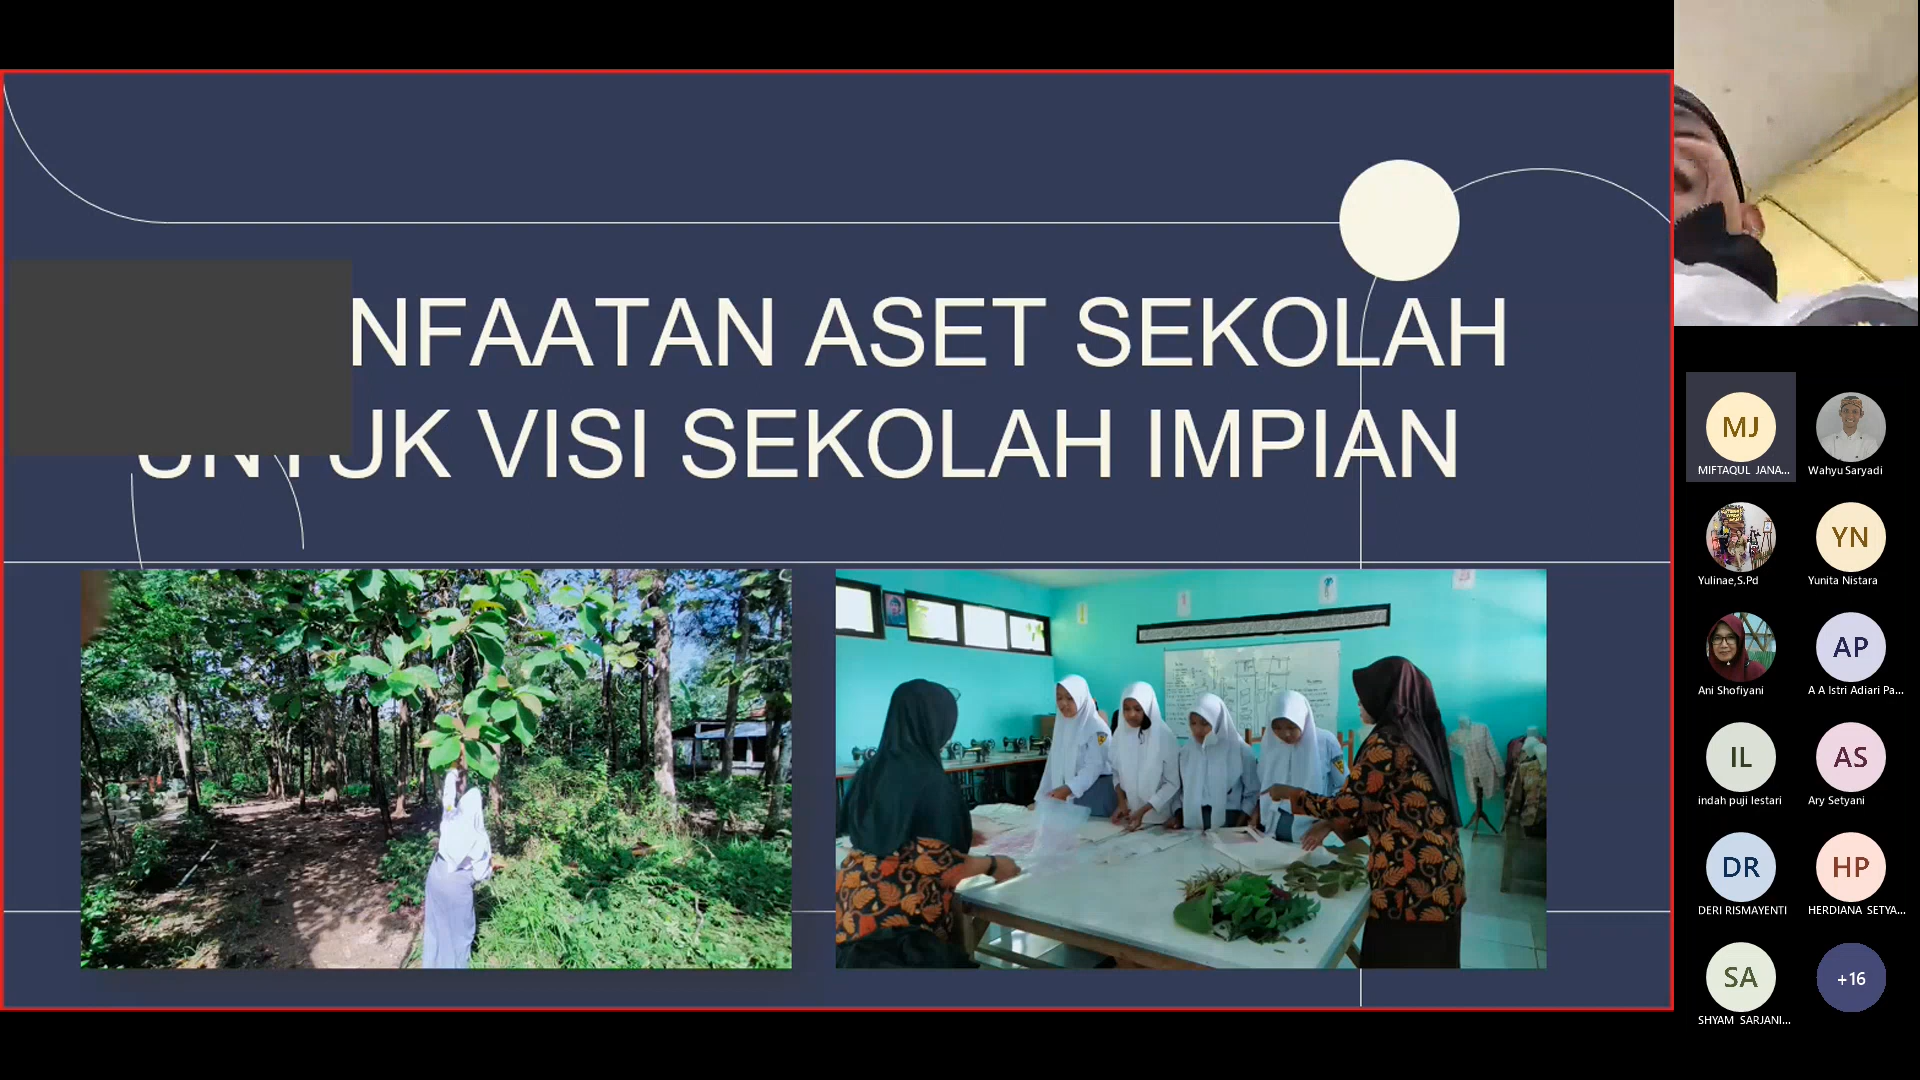 NFAATAN ASET SEKOLAH
UNTUK VISI SEKOLAH IMPIAN
MJ
MIFTAQUL JANA...
Wahyu Saryadi
Yulinae,S.Pd
YN
Yunita Nistara
Ani Shofiyani
AP
A A Istri Adiari Pa...
IL
indah puji lestari
AS
Ary Setyani
DR
DERI RISMAYENTI
HP
HERDIANA SETYA...
SA
SHYAM SARJANI...
+16